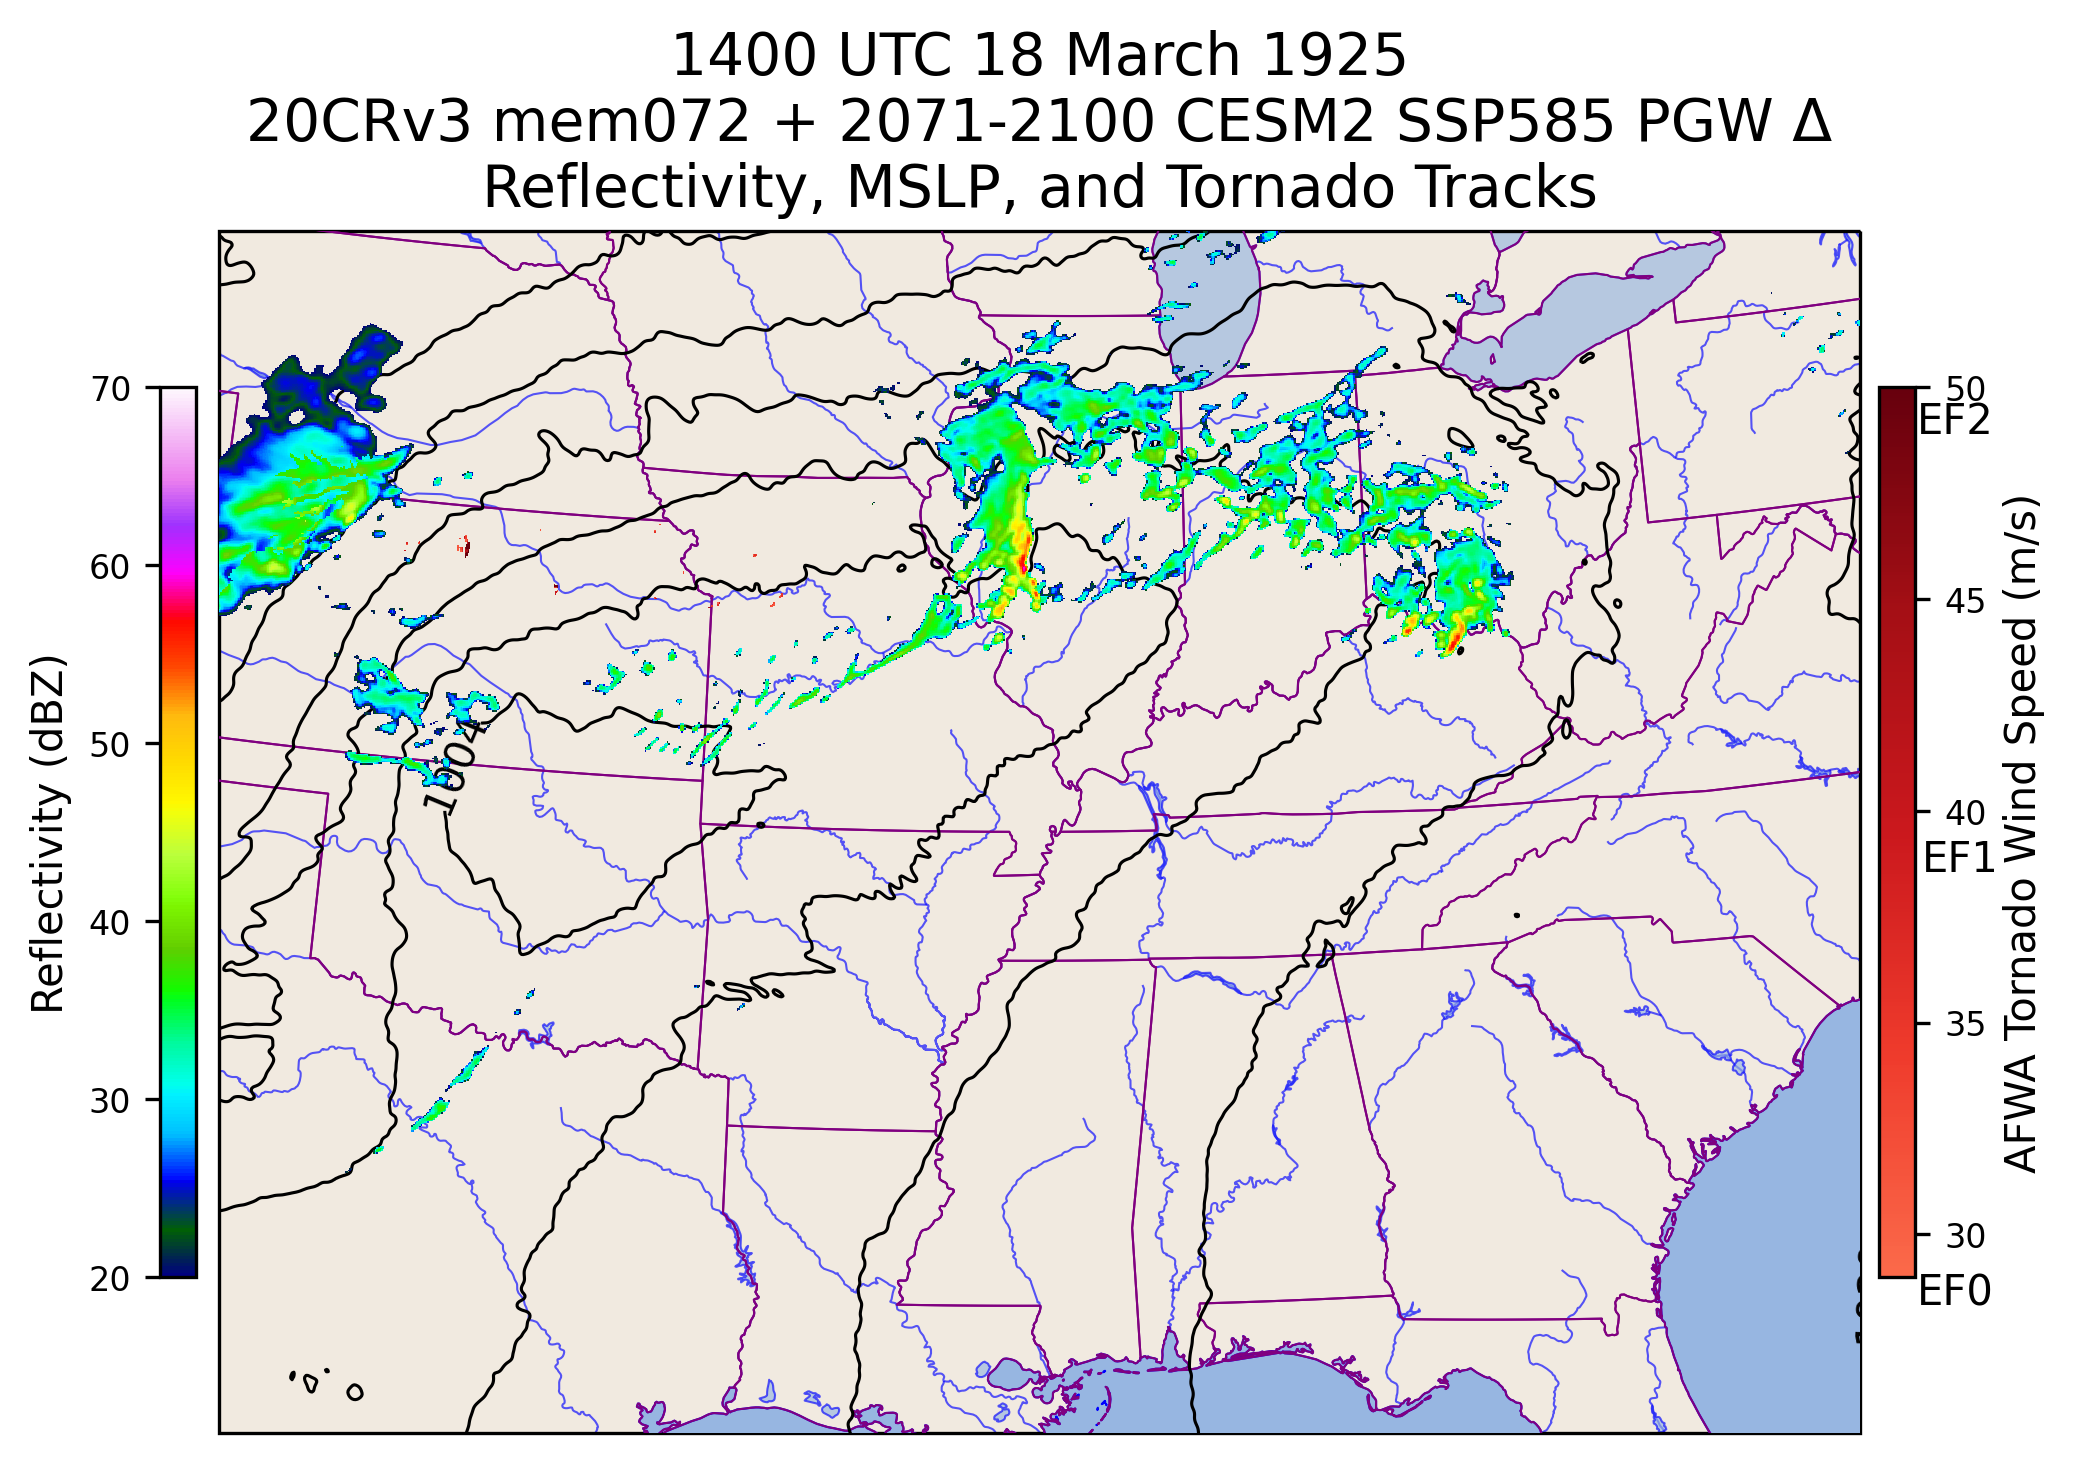 1400 UTC 18 March 1925
20CRv3 mem072 + 2071-2100 CESM2 SSP585 PGW Δ
Reflectivity, MSLP, and Tornado Tracks
70
60
50
40
30
20
Reflectivity (dBZ)
1004
50
EF2
45
40
EF1
35
30
EF0
AFWA Tornado Wind Speed (m/s)